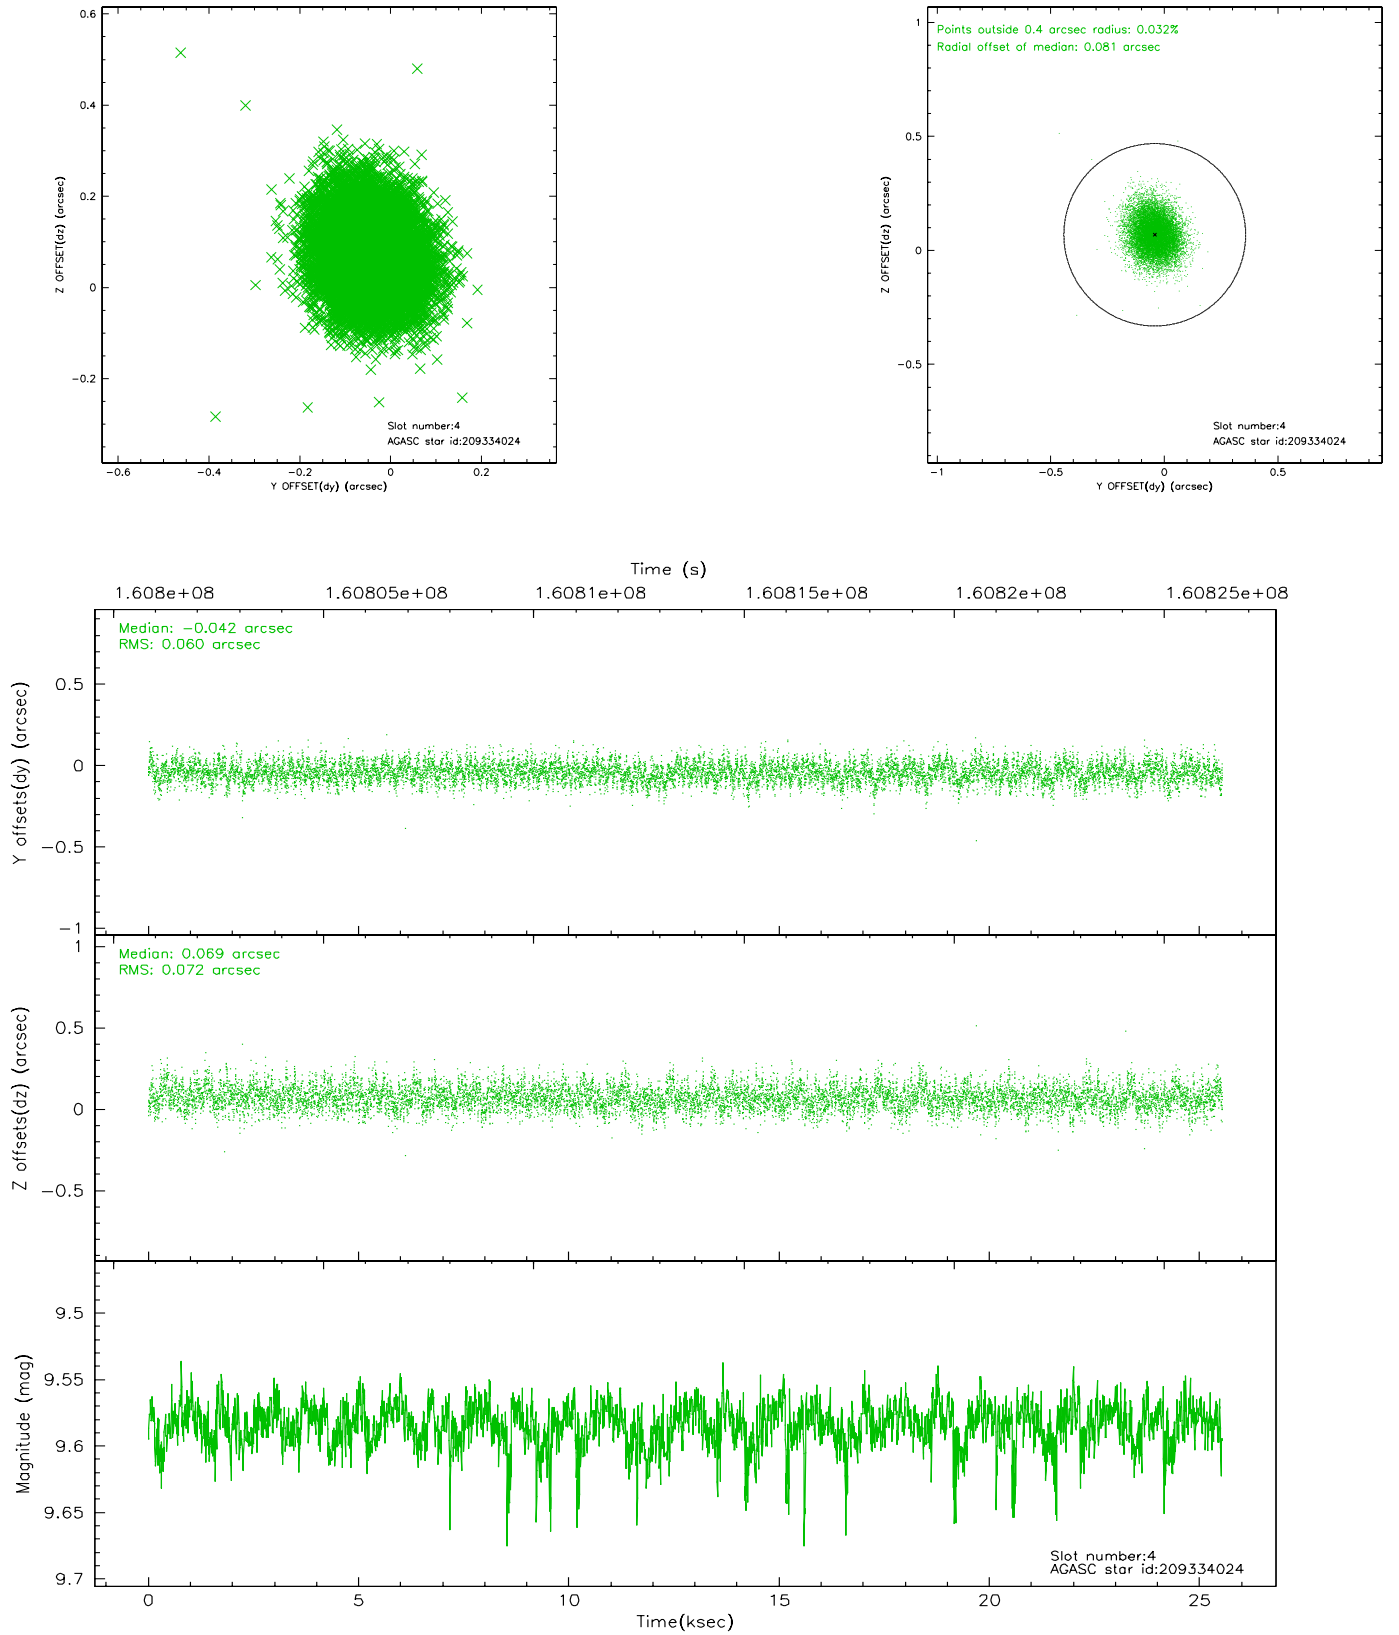 0.6
0.4
0.2
0
−0.2
−0.6
−0.4
−0.2
0
0.2
Z OFFSET(dz) (arcsec)
Y OFFSET(dy) (arcsec)
Slot number:4
AGASC star id:209334024
Points outside 0.4 arcsec radius: 0.032%
Radial offset of median: 0.081 arcsec
1
0.5
0
−0.5
−1
−0.5
0
0.5
Z OFFSET(dz) (arcsec)
Y OFFSET(dy) (arcsec)
Slot number:4
AGASC star id:209334024
Time (s)
1.608e+08
1.60805e+08
1.6081e+08
1.60815e+08
1.6082e+08
1.60825e+08
Median: −0.042 arcsec
RMS: 0.060 arcsec
0.5
0
−0.5
−1
Y offsets(dy) (arcsec)
Median: 0.069 arcsec
RMS: 0.072 arcsec
1
0.5
0
−0.5
Z offsets(dz) (arcsec)
9.5
9.55
9.6
9.65
9.7
Magnitude (mag)
Slot number:4
AGASC star id:209334024
0
5
10
15
20
25
Time(ksec)